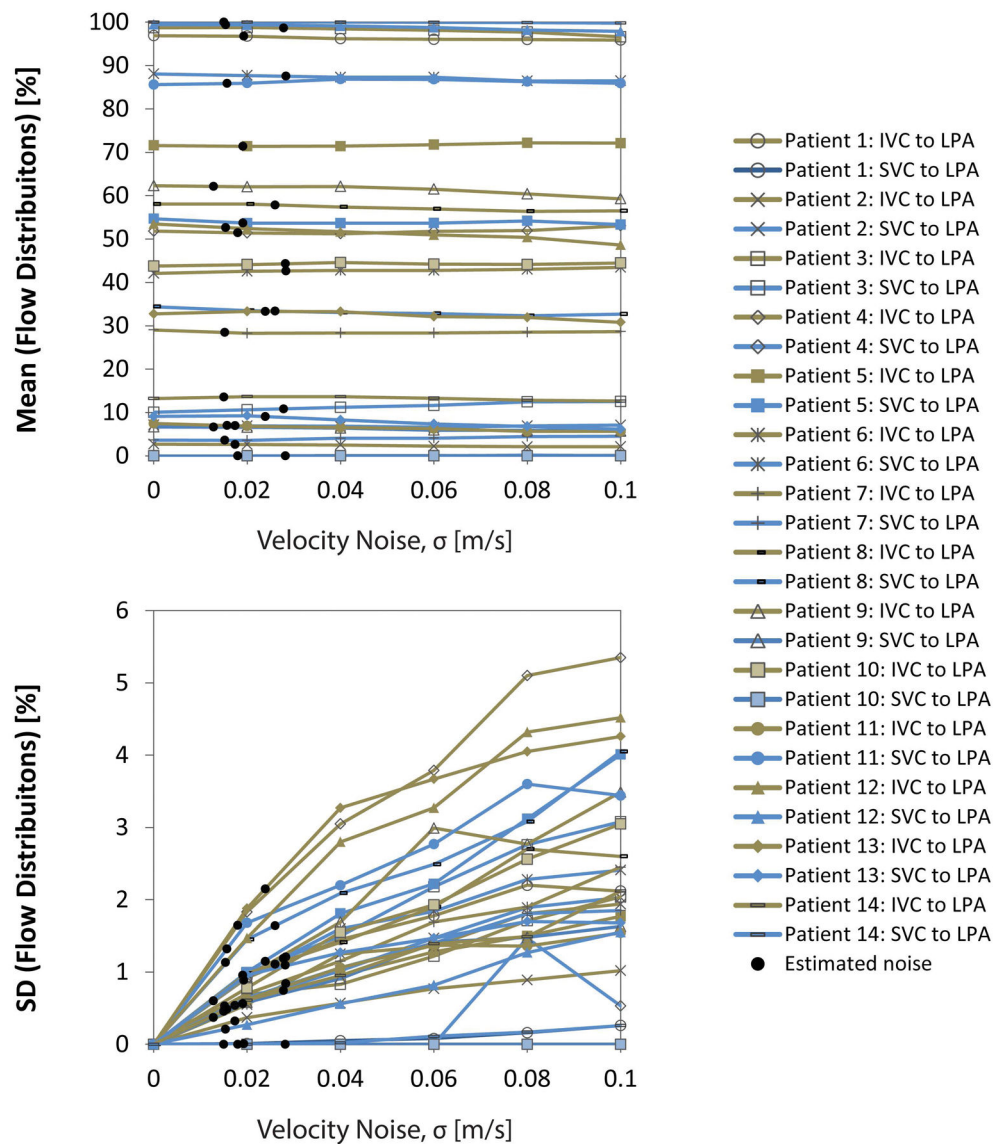 Mean (Flow Distribuitons) [%]
100
90
80
70
60
50
40
30
20
10
0
0 0.02 0.04 0.06 0.08 0.1
Velocity Noise, σ [m/s]
SD (Flow Distribuitons) [%]
6
5
4
3
2
1
0
0 0.02 0.04 0.06 0.08 0.1
Velocity Noise, σ [m/s]
Patient 1: IVC to LPA
Patient 1: SVC to LPA
Patient 2: IVC to LPA
Patient 2: SVC to LPA
Patient 3: IVC to LPA
Patient 3: SVC to LPA
Patient 4: IVC to LPA
Patient 4: SVC to LPA
Patient 5: IVC to LPA
Patient 5: SVC to LPA
Patient 6: IVC to LPA
Patient 6: SVC to LPA
Patient 7: IVC to LPA
Patient 7: SVC to LPA
Patient 8: IVC to LPA
Patient 8: SVC to LPA
Patient 9: IVC to LPA
Patient 9: SVC to LPA
Patient 10: IVC to LPA
Patient 10: SVC to LPA
Patient 11: IVC to LPA
Patient 11: SVC to LPA
Patient 12: IVC to LPA
Patient 12: SVC to LPA
Patient 13: IVC to LPA
Patient 13: SVC to LPA
Patient 14: IVC to LPA
Patient 14: SVC to LPA
Estimated noise